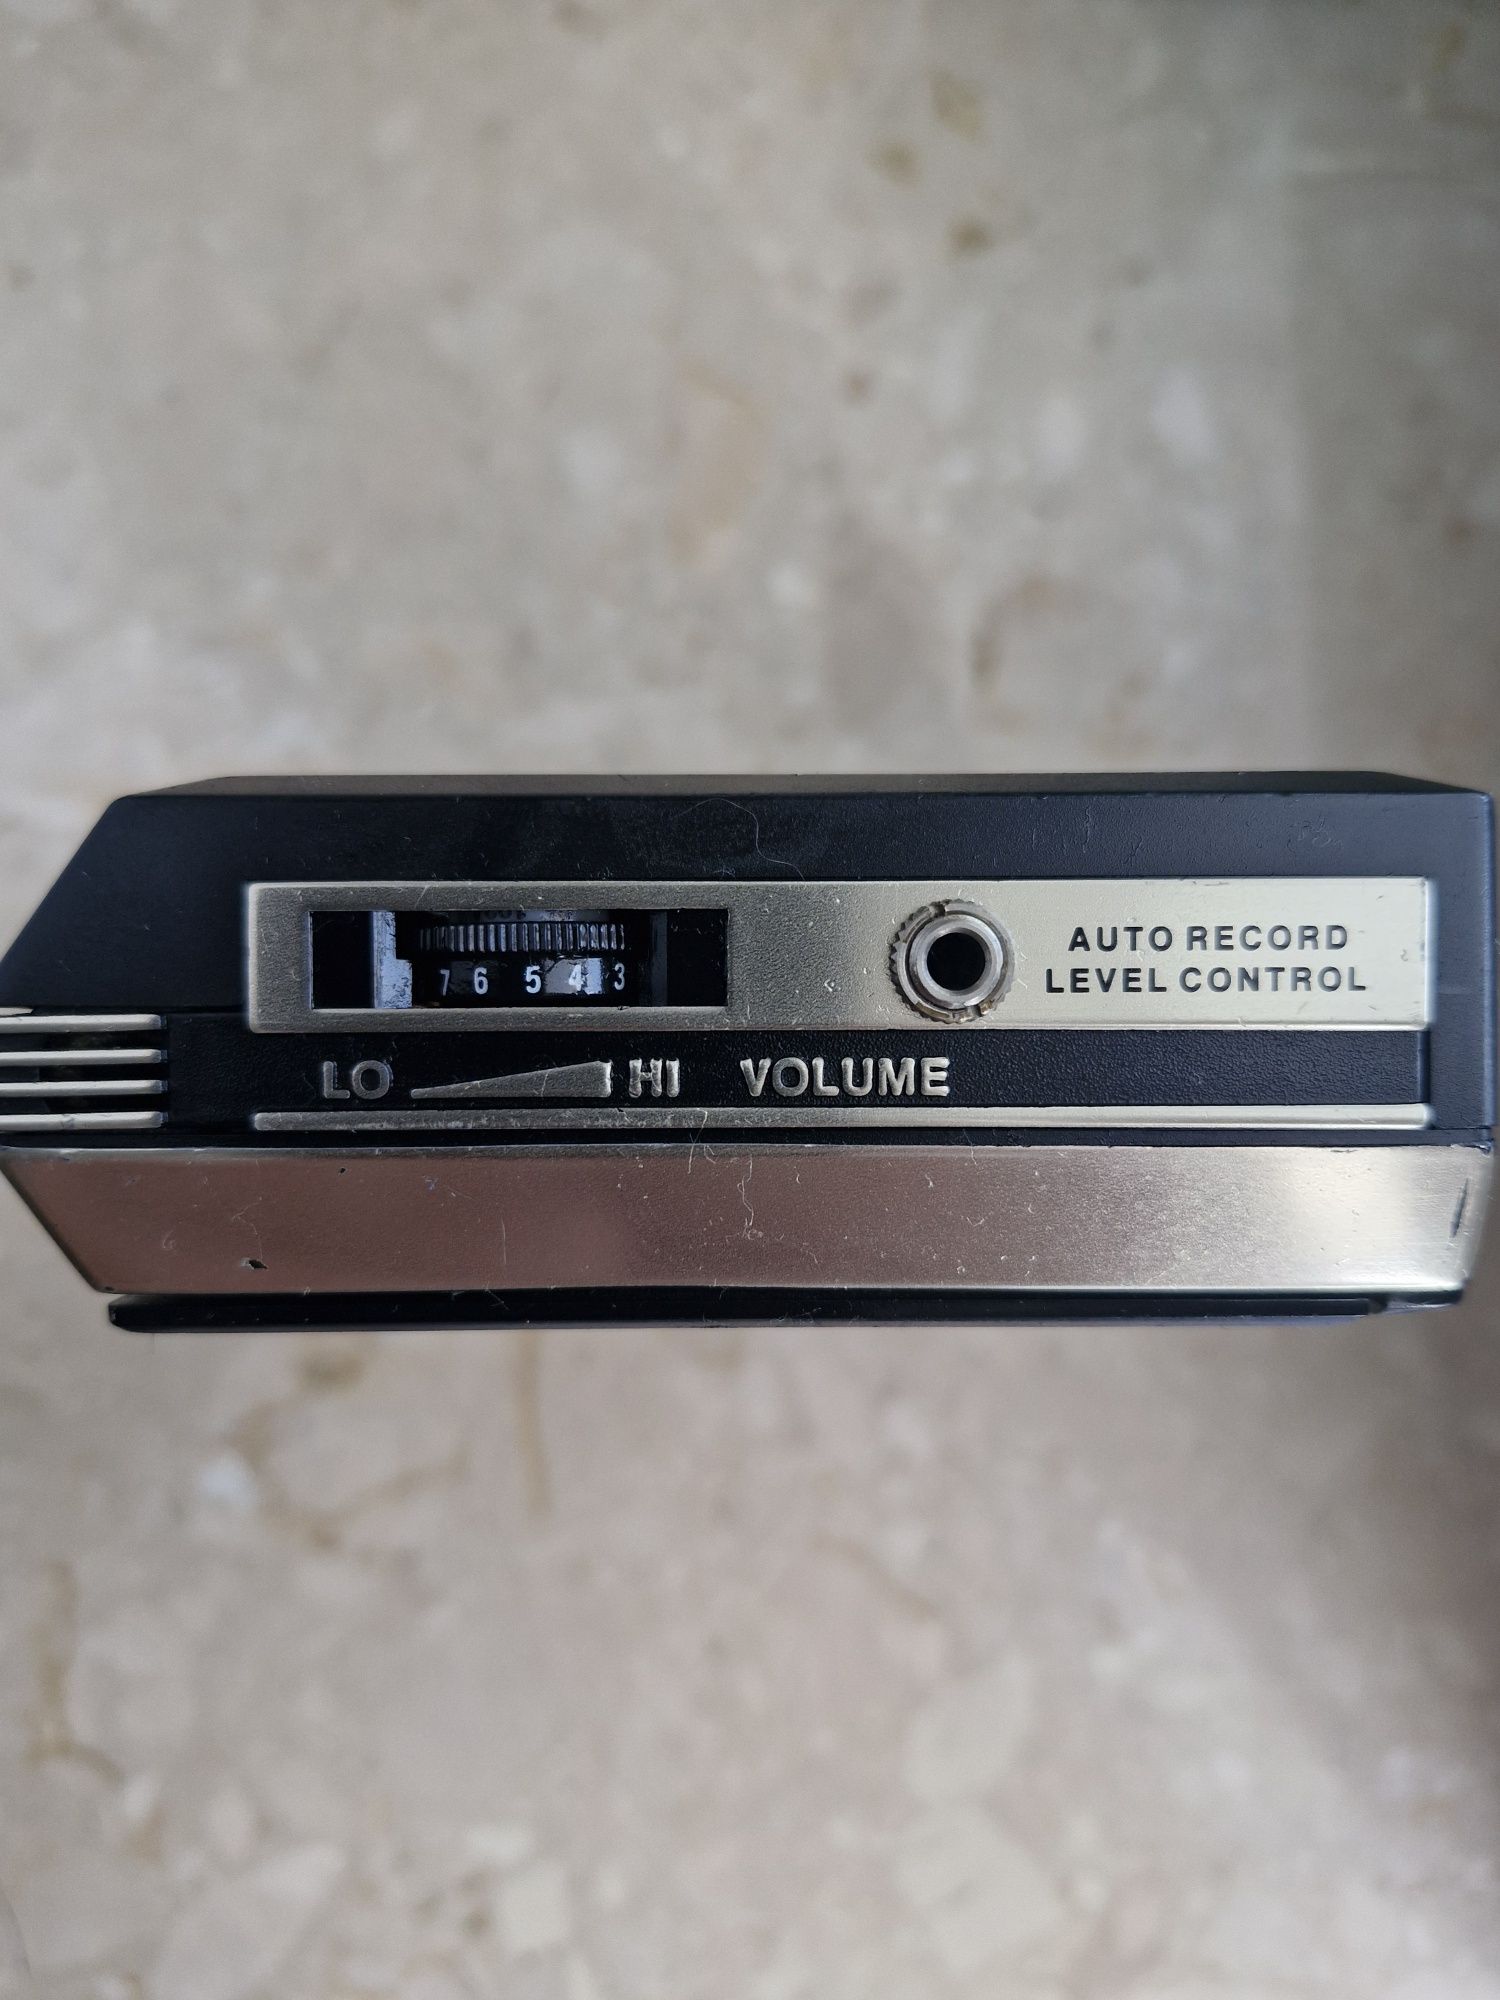 7 6 5 4 3
AUTO RECORD
LEVEL CONTROL
LO HI VOLUME